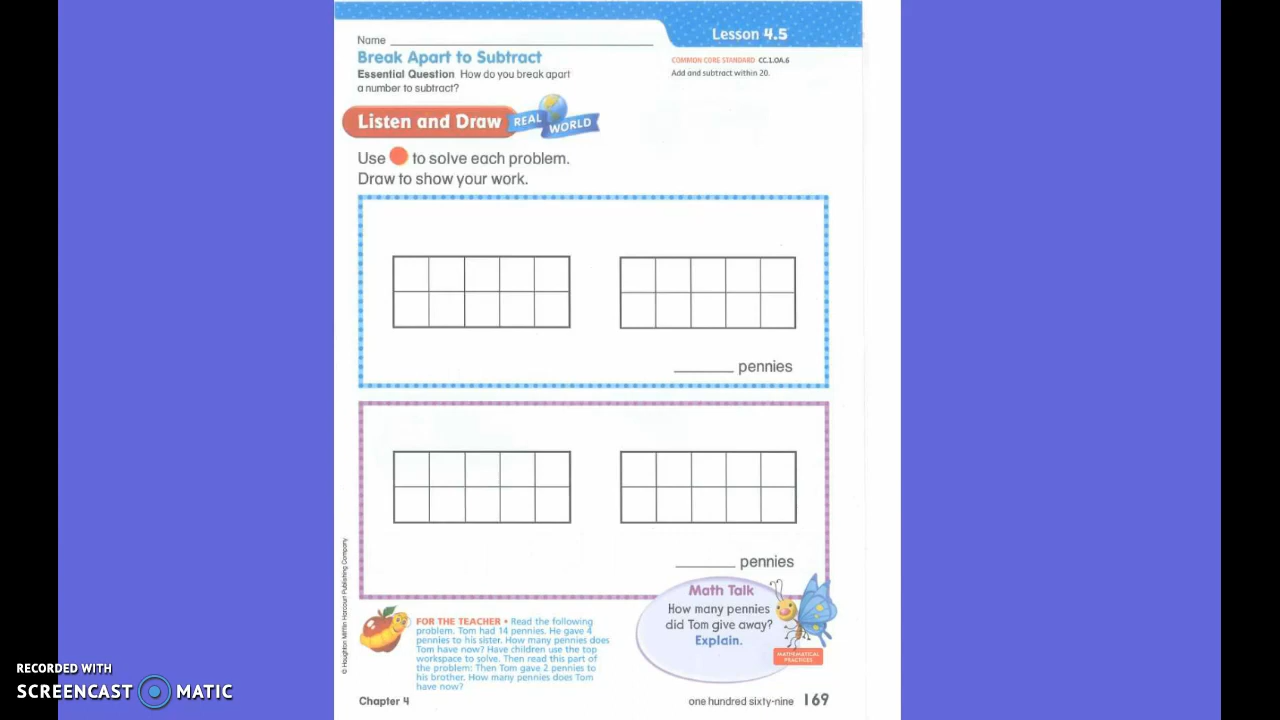 Name
Lesson 4.5
Break Apart to Subtract
Essential Question How do you break apart
a number to subtract?
COMMON CORE STANDARD CC.1.OA.6
Add and subtract within 20.
Listen and Draw
REAL WORLD
Use to solve each problem.
Draw to show your work.
pennies
pennies
Math Talk
How many pennies
did Tom give away?
Explain.
MATHEMATICAL
PRACTICES
FOR THE TEACHER • Read the following
problem. Tom had 14 pennies. He gave 4
pennies to his sister. How many pennies does
Tom have now? Have children use the top
workspace to solve. Then read this part of
the problem: Then Tom gave 2 pennies to
his brother. How many pennies does Tom
have now?
© Houghton Mifflin Harcourt Publishing Company
Chapter 4
one hundred sixty-nine 169
RECORDED WITH
SCREENCAST MATIC